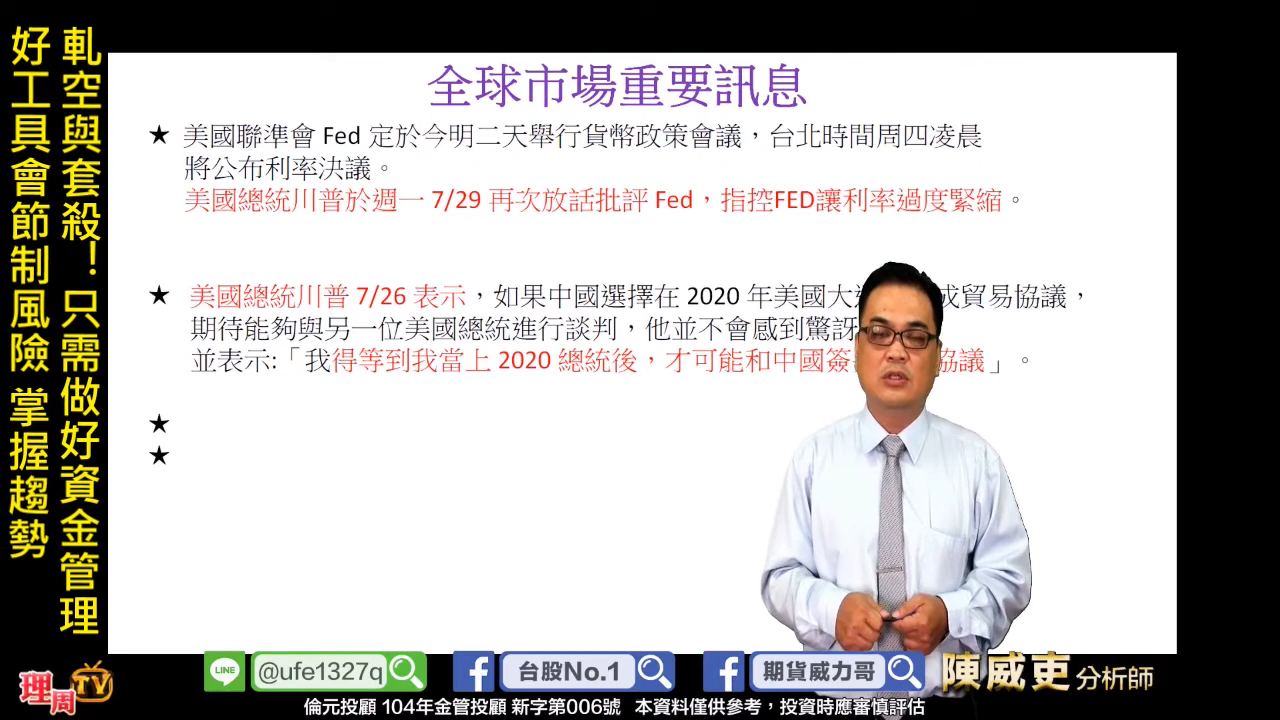 軋空與套殺！只需做好資金管理
好工具會節制風險 掌握趨勢
全球市場重要訊息
★ 美國聯準會 Fed 定於今明二天舉行貨幣政策會議，台北時間周四凌晨
將公布利率決議。
美國總統川普於週一 7/29 再次放話批評 Fed，指控FED讓利率過度緊縮。
★ 美國總統川普 7/26 表示，如果中國選擇在 2020 年美國大 成貿易協議，
期待能夠與另一位美國總統進行談判，他並不會感到驚訝
並表示:「我得等到我當上 2020 總統後，才可能和中國簽 協議」。
★
★
理周TV
LINE @ufe1327q
f 台股No.1
f 期貨威力哥
陳威吏 分析師
倫元投顧 104年金管投顧 新字第006號 本資料僅供參考，投資時應審慎評估